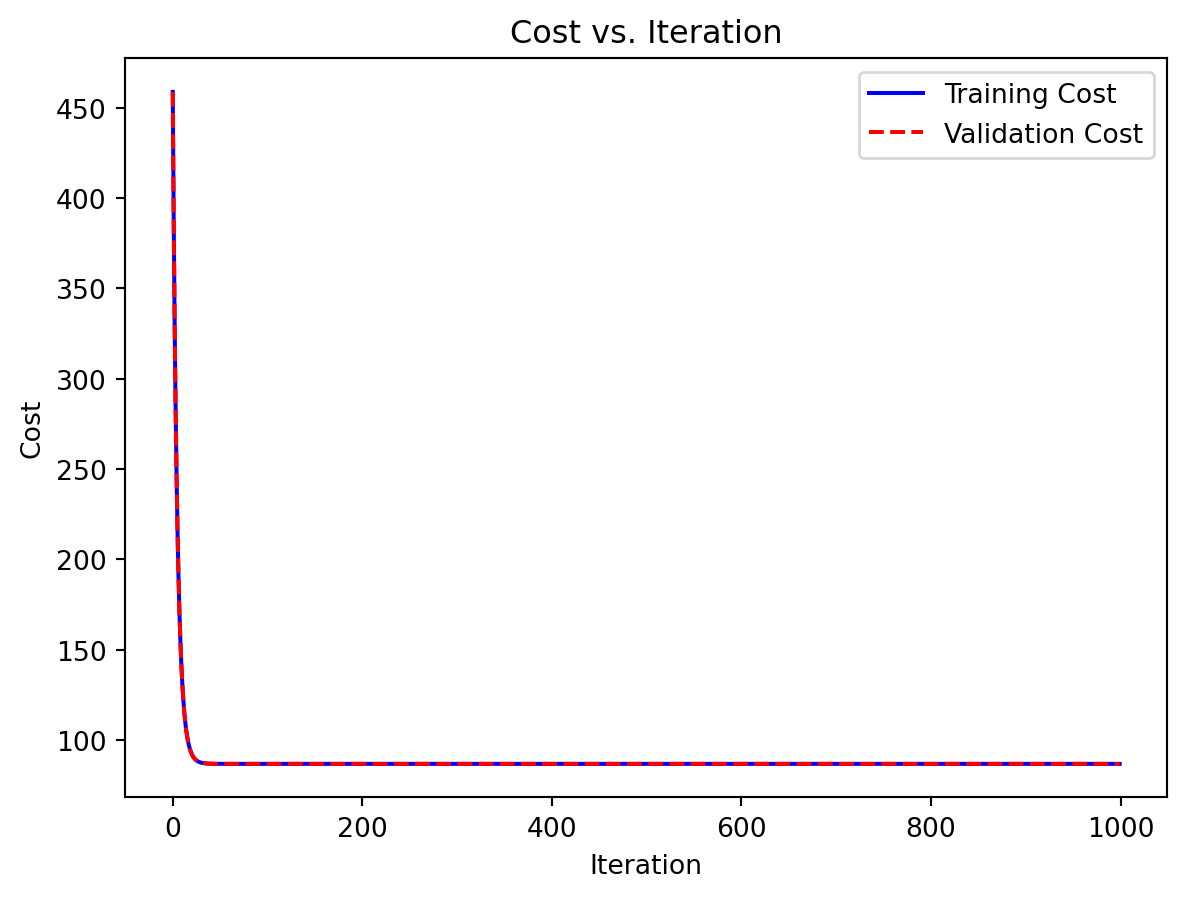 Cost vs. Iteration
Training Cost
Validation Cost
450
400
350
300
250
200
150
100
Cost
0 200 400 600 800 1000
Iteration